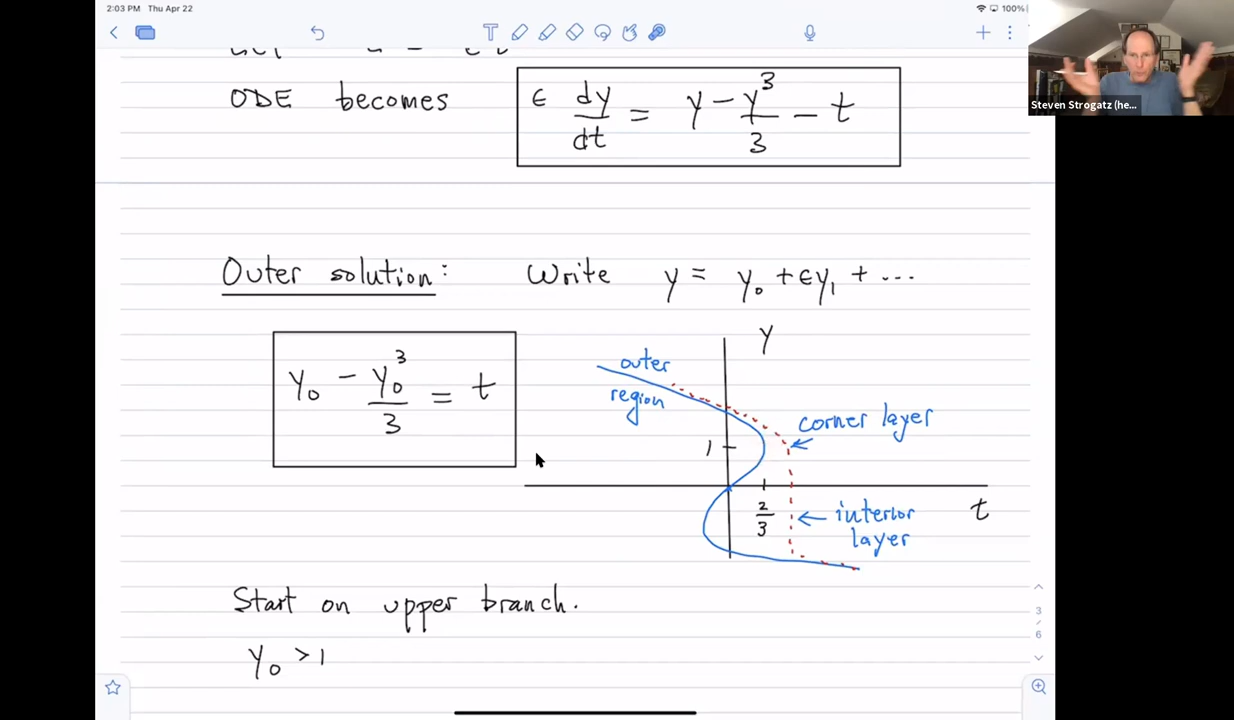 2:03 PM Thu Apr 22
100%
Steven Strogatz (he...
ODE becomes ϵ dy/dt = y - y³/3 - t
Outer solution: Write y = y₀ + ϵy₁ + ...
y₀ - y₀³/3 = t
y
outer
region
corner layer
1
2/3
t
interior
layer
Start on upper branch.
y₀ > 1
3
6